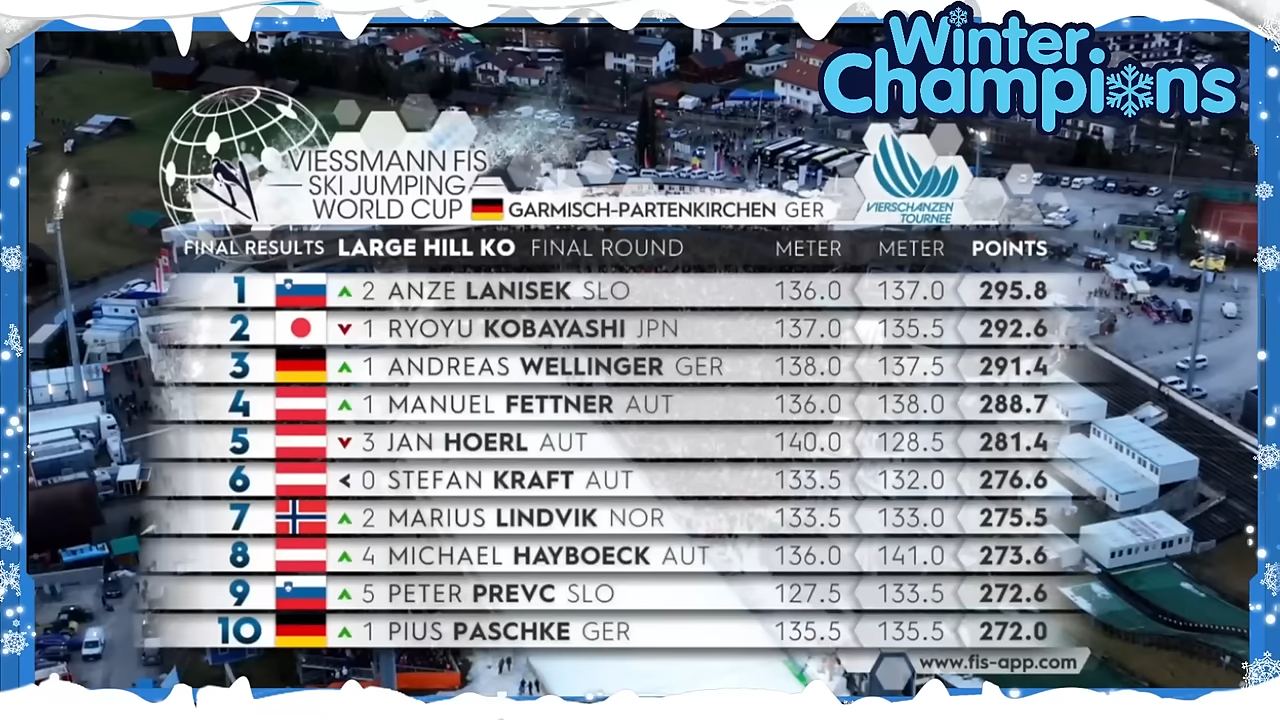 Winter
Champions
VIESSMANN FIS
SKI JUMPING
WORLD CUP GARMISCH-PARTENKIRCHEN GER
VIERSCHANZEN
TOURNEE
FINAL RESULTS LARGE HILL KO FINAL ROUND METER METER POINTS
1 2 ANZE LANISEK SLO 136.0 137.0 295.8
2 1 RYOYU KOBAYASHI JPN 137.0 135.5 292.6
3 1 ANDREAS WELLINGER GER 138.0 137.5 291.4
4 1 MANUEL FETTNER AUT 136.0 138.0 288.7
5 3 JAN HOERL AUT 140.0 128.5 281.4
6 0 STEFAN KRAFT AUT 133.5 132.0 276.6
7 2 MARIUS LINDVIK NOR 133.5 133.0 275.5
8 4 MICHAEL HAYBOECK AUT 136.0 141.0 273.6
9 5 PETER PREVC SLO 127.5 133.5 272.6
10 1 PIUS PASCHKE GER 135.5 135.5 272.0
www.fis-app.com